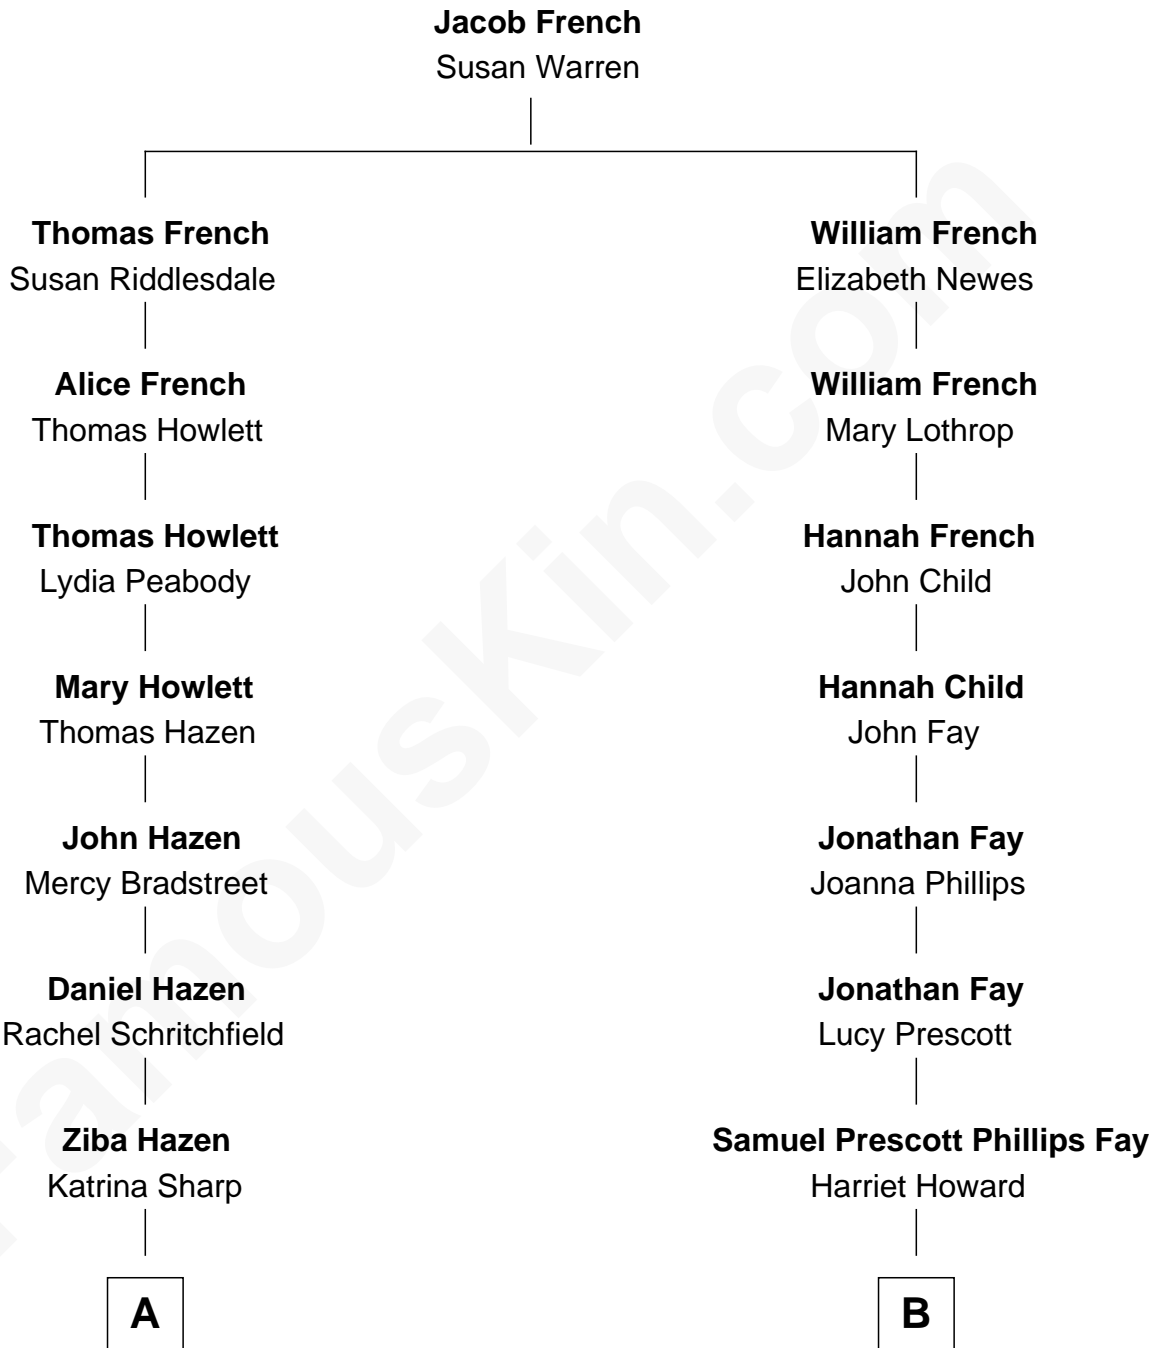 Jacob French
Susan Warren
Thomas French
Susan Riddlesdale
William French
Elizabeth Newes
Alice French
Thomas Howlett
William French
Mary Lothrop
Thomas Howlett
Lydia Peabody
Hannah French
John Child
Mary Howlett
Thomas Hazen
Hannah Child
John Fay
John Hazen
Mercy Bradstreet
Jonathan Fay
Joanna Phillips
Daniel Hazen
Rachel Schritchfield
Jonathan Fay
Lucy Prescott
Ziba Hazen
Katrina Sharp
Samuel Prescott Phillips Fay
Harriet Howard
A
B
FamousKin.com